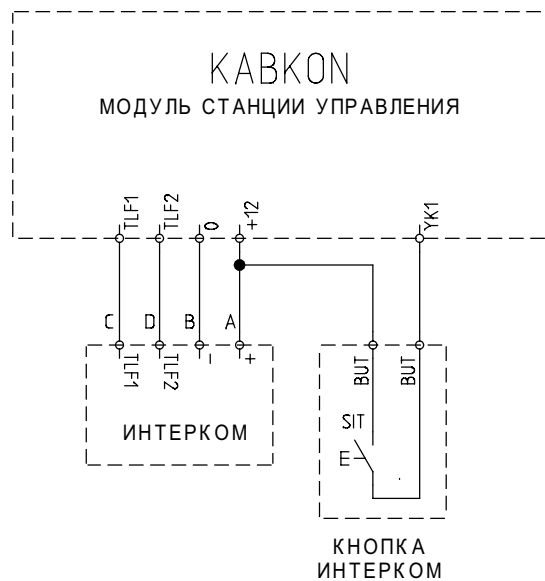 KABKON
МОДУЛЬ СТАНЦИИ УПРАВЛЕНИЯ
TLF1 TLF2 0 +12 YK1
C D B A
TLF1 TLF2 - + BUT BUT
ИНТЕРКОМ
SIT
E
КНОПКА
ИНТЕРКОМ